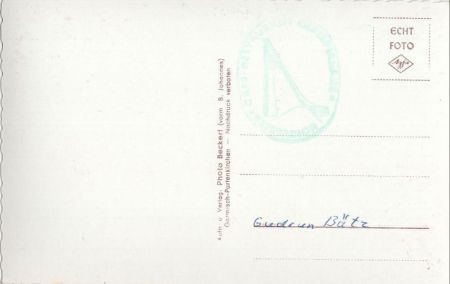 ECHT
FOTO
Agfa
Aufn. u. Verlag: Photo Beckert (vorm. B. Johannes)
Garmisch-Partenkirchen — Nachdruck verboten
Gudrun Bätz